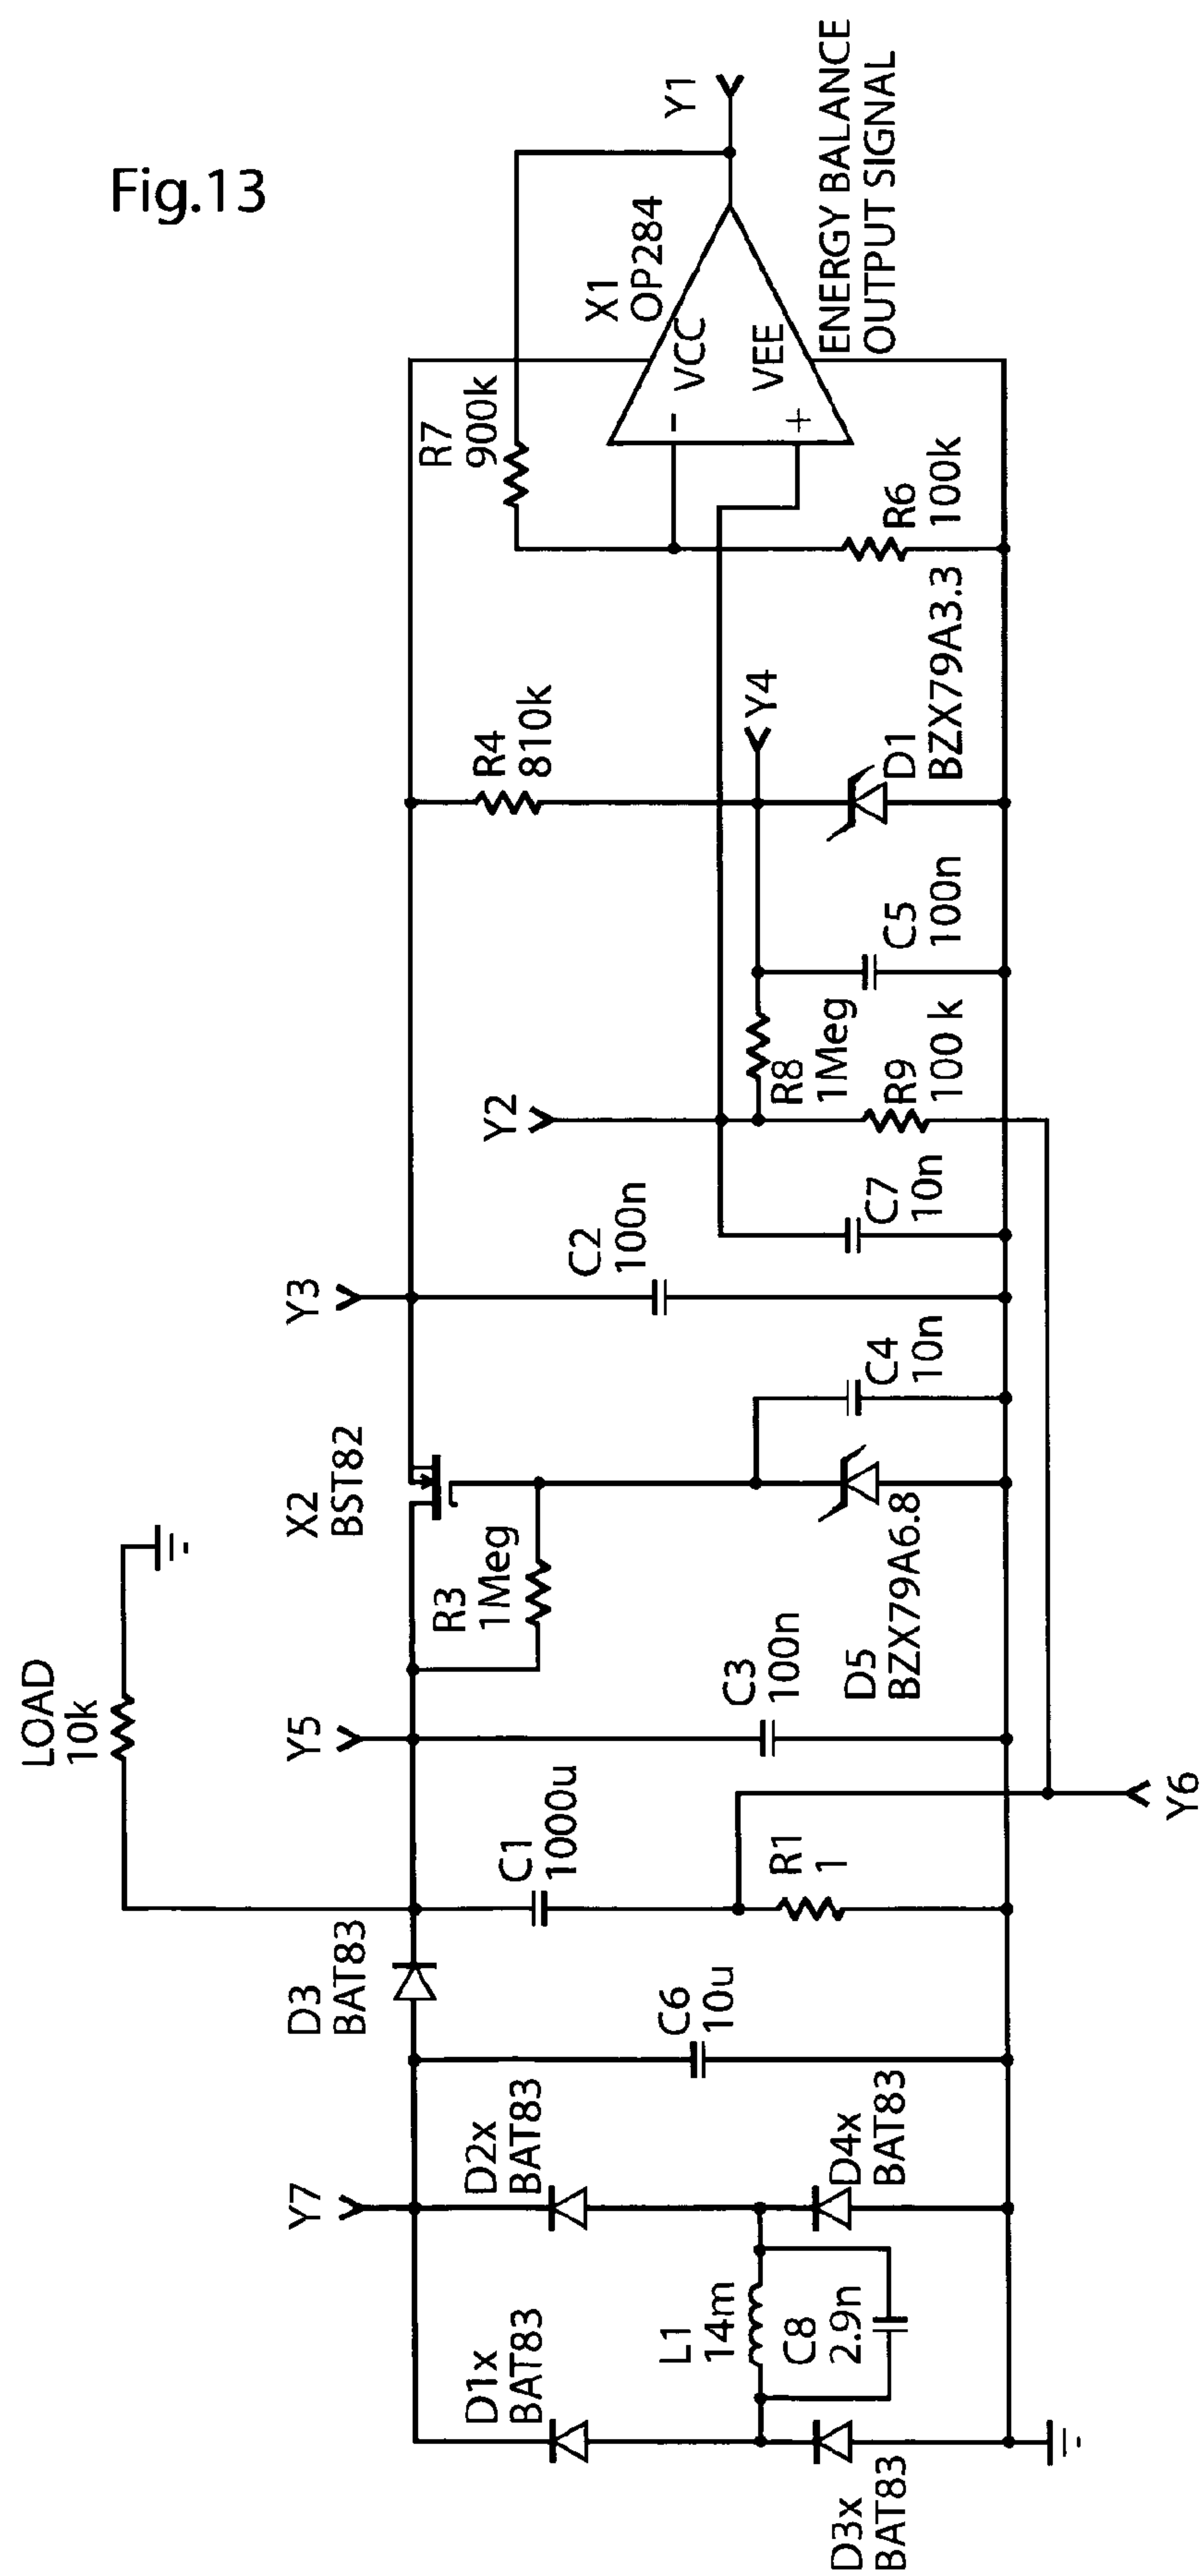 Fig.13
LOAD
10k
Y7
D1x
BAT83
D2x
BAT83
D3x
BAT83
D4x
BAT83
L1
14m
C8
2.9n
C6
10u
D3
BAT83
C1
1000u
R1
1
Y6
Y5
C3
100n
R3
1Meg
X2
BST82
D5
BZX79A6.8
C4
10n
Y3
C2
100n
C7
10n
Y2
R8
1Meg
R9
100 k
C5
100n
R4
810k
Y4
D1
BZX79A3.3
R7
900k
R6
100k
X1
OP284
VCC
VEE
-
+
Y1
ENERGY BALANCE
OUTPUT SIGNAL